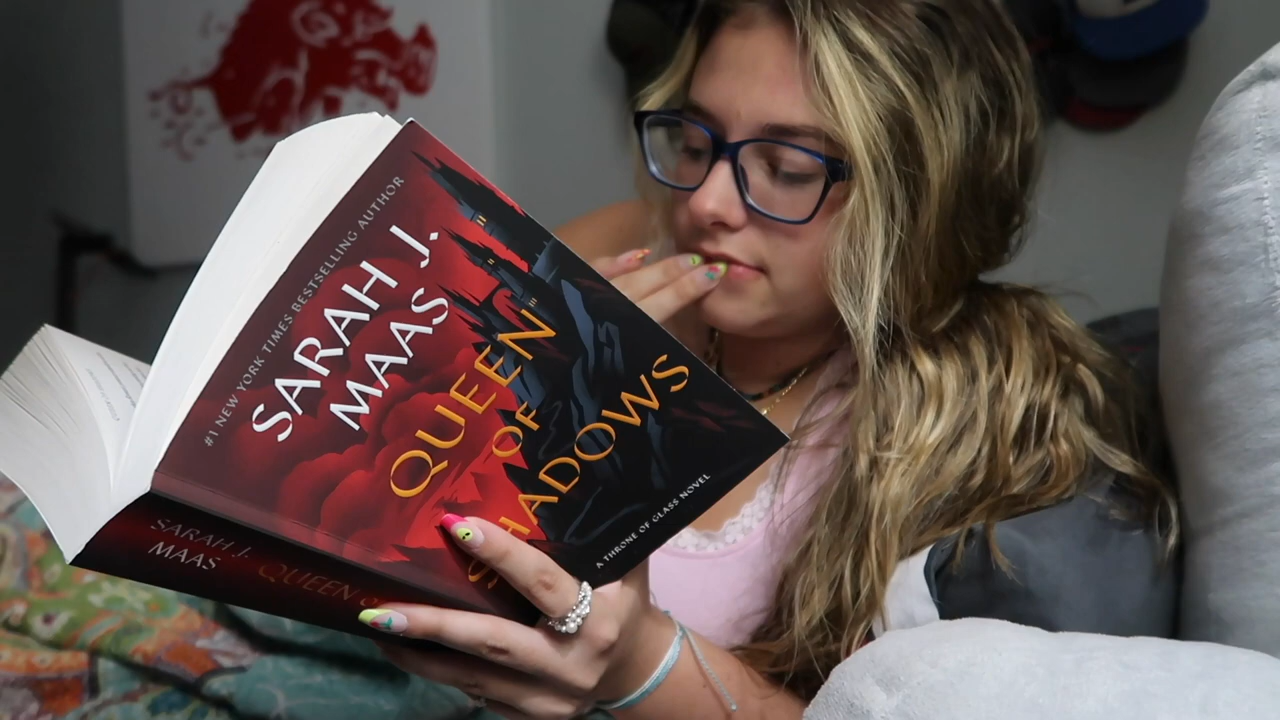 #1 NEW YORK TIMES BESTSELLING AUTHOR
SARAH J.
MAAS
QUEEN
OF
SHADOWS
A THRONE OF GLASS NOVEL
SARAH J.
MAAS
QUEEN